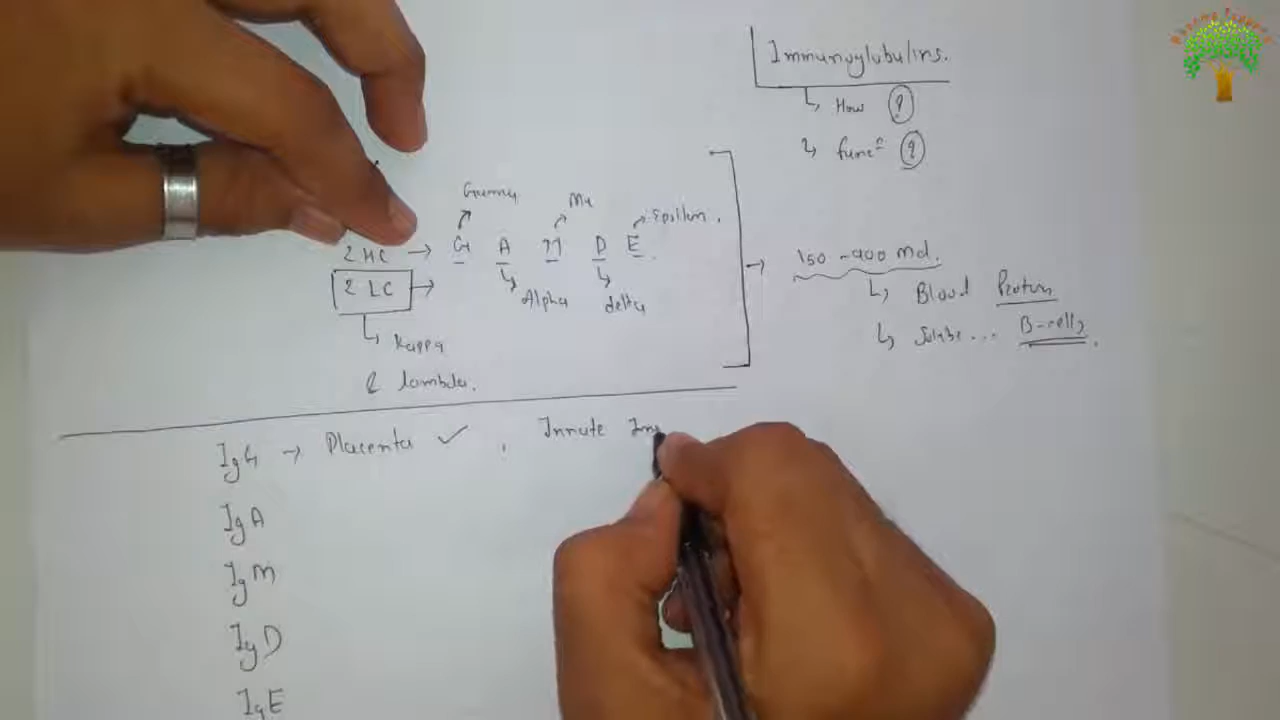 Immunoglobulins.
How ?
funcⁿ ?
Gamma
Mu
Epsilon.
2 HC → G A M D E
2 LC →
Alpha
delta
Kappa
& lambda.
150 - 900 md.
Blood Protein
B-cells.
IgG → Placenta ✓ , Innate Im
IgA
IgM
IgD
IgE